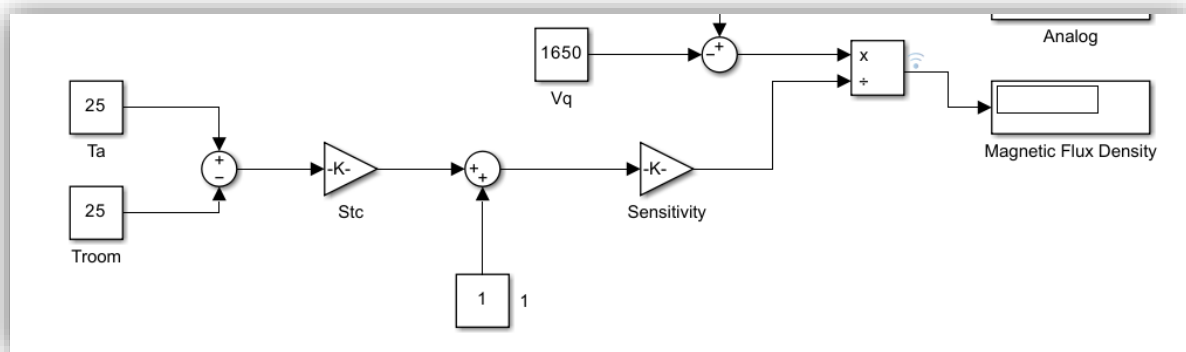 Analog
1650
Vq
+
−
x
÷
25
Ta
Magnetic Flux Density
+
−
-K-
Stc
+
+
-K-
Sensitivity
25
Troom
1
1